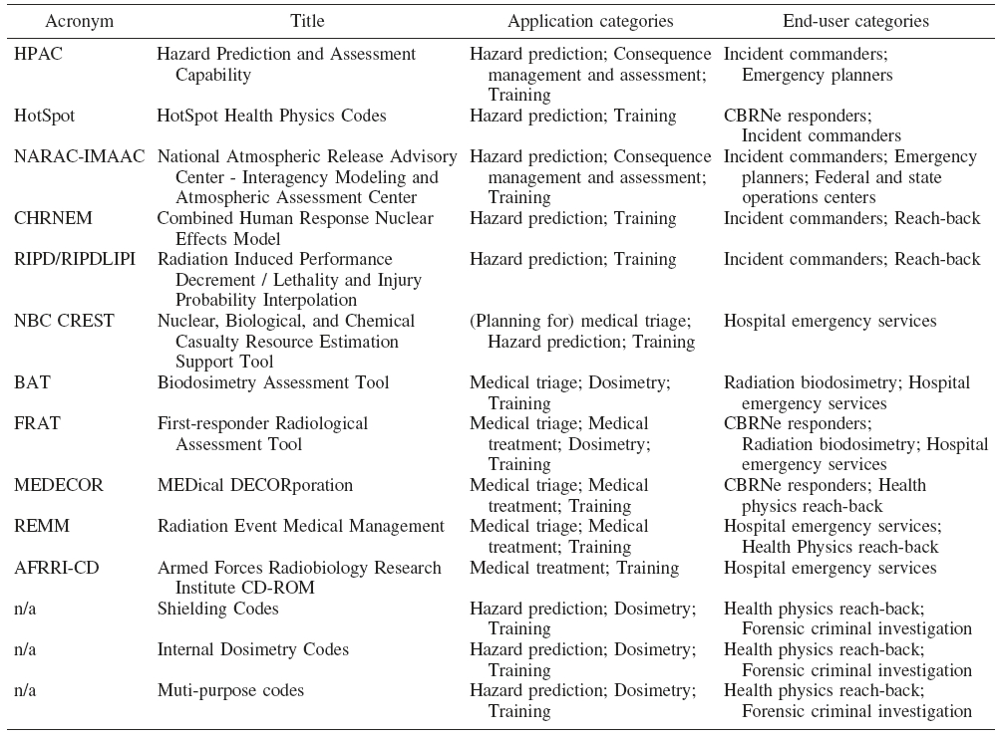 Acronym Title Application categories End-user categories
HPAC Hazard Prediction and Assessment Hazard prediction; Consequence Incident commanders;
Capability management and assessment; Emergency planners
Training
HotSpot HotSpot Health Physics Codes Hazard prediction; Training CBRNe responders;
Incident commanders
NARAC-IMAAC National Atmospheric Release Advisory Hazard prediction; Consequence Incident commanders; Emergency
Center - Interagency Modeling and management and assessment; planners; Federal and state
Atmospheric Assessment Center Training operations centers
CHRNEM Combined Human Response Nuclear Hazard prediction; Training Incident commanders; Reach-back
Effects Model
RIPD/RIPDLIPI Radiation Induced Performance Hazard prediction; Training Incident commanders; Reach-back
Decrement / Lethality and Injury
Probability Interpolation
NBC CREST Nuclear, Biological, and Chemical (Planning for) medical triage; Hospital emergency services
Casualty Resource Estimation Hazard prediction; Training
Support Tool
BAT Biodosimetry Assessment Tool Medical triage; Dosimetry; Radiation biodosimetry; Hospital
Training emergency services
FRAT First-responder Radiological Medical triage; Medical CBRNe responders;
Assessment Tool treatment; Dosimetry; Radiation biodosimetry; Hospital
Training emergency services
MEDECOR MEDical DECORporation Medical triage; Medical CBRNe responders; Health
treatment; Training physics reach-back
REMM Radiation Event Medical Management Medical triage; Medical Hospital emergency services;
treatment; Training Health Physics reach-back
AFRRI-CD Armed Forces Radiobiology Research Medical treatment; Training Hospital emergency services
Institute CD-ROM
n/a Shielding Codes Hazard prediction; Dosimetry; Health physics reach-back;
Training Forensic criminal investigation
n/a Internal Dosimetry Codes Hazard prediction; Dosimetry; Health physics reach-back;
Training Forensic criminal investigation
n/a Muti-purpose codes Hazard prediction; Dosimetry; Health physics reach-back;
Training Forensic criminal investigation